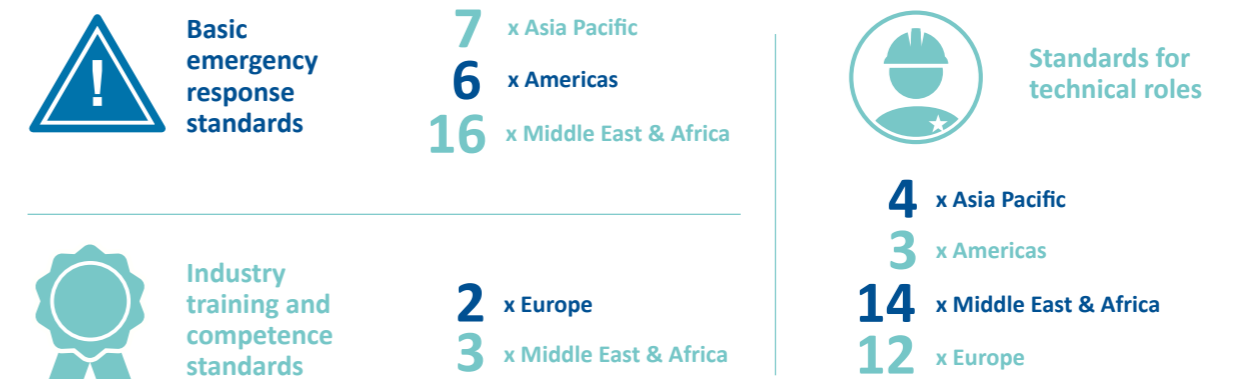 Basic
emergency
response
standards
7 x Asia Pacific
6 x Americas
16 x Middle East & Africa
Industry
training and
competence
standards
2 x Europe
3 x Middle East & Africa
Standards for
technical roles
4 x Asia Pacific
3 x Americas
14 x Middle East & Africa
12 x Europe